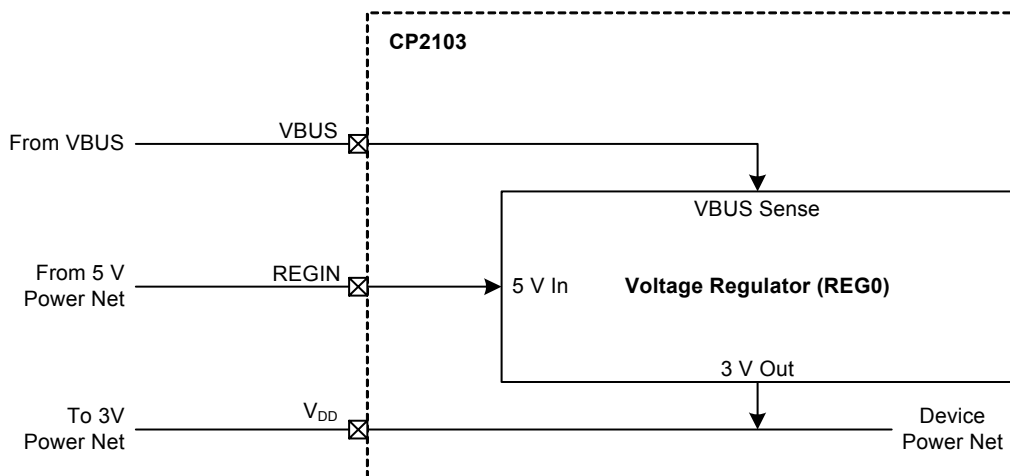 CP2103
VBUS
From VBUS
VBUS Sense
From 5 V
Power Net
REGIN
5 V In
Voltage Regulator (REG0)
3 V Out
To 3V
Power Net
VDD
Device
Power Net